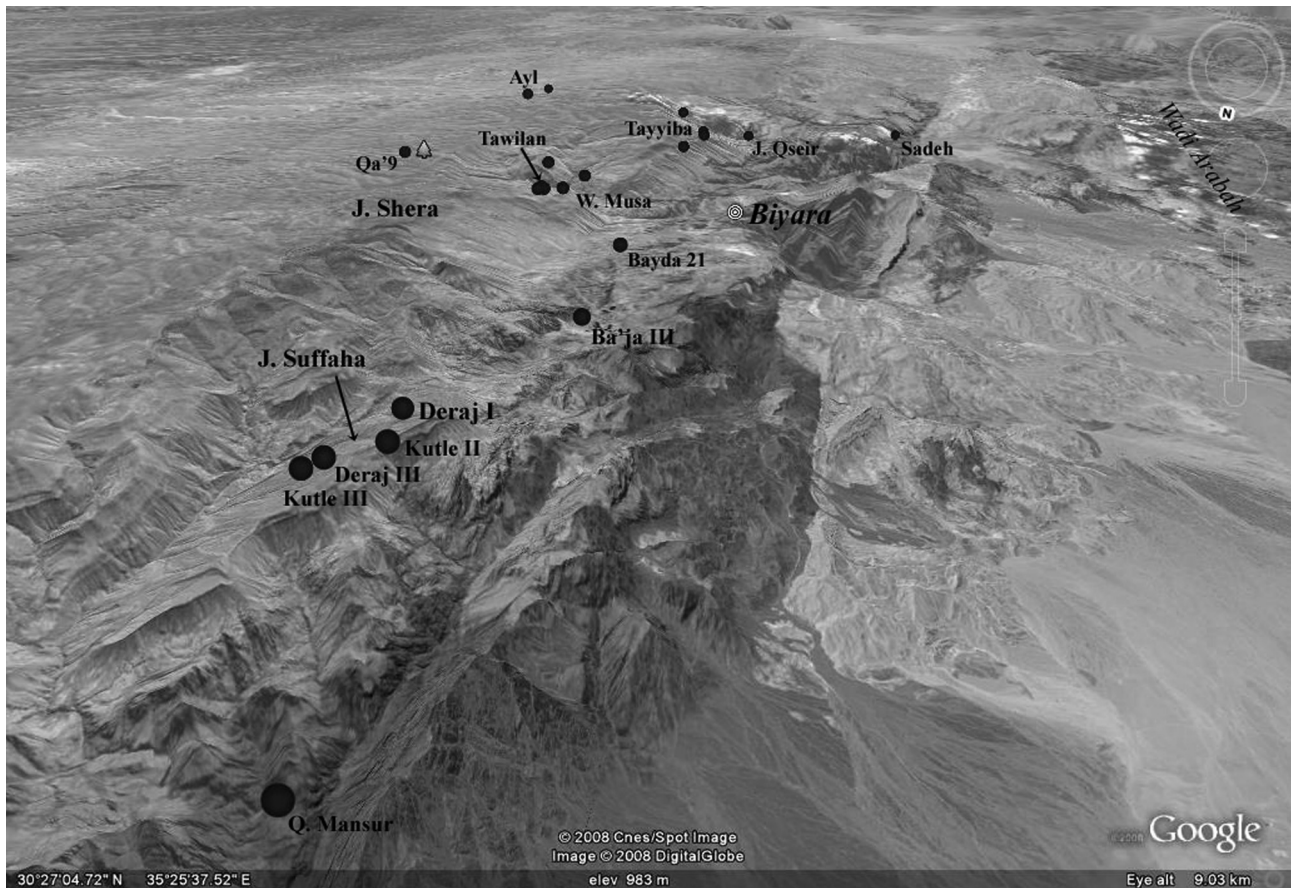 Ayl
Tayyiba
Tawilan
J. Qseir
Sadeh
Wadi Arabah
N
Qa'9
W. Musa
J. Shera
Biyara
Bayda 21
Ba'ja III
J. Suffaha
Deraj I
Kutle II
Deraj III
Kutle III
Q. Mansur
© 2008 Cnes/Spot Image
Image © 2008 DigitalGlobe
©2008 Google
30°27'04.72" N 35°25'37.52" E elev 983 m Eye alt 9.03 km